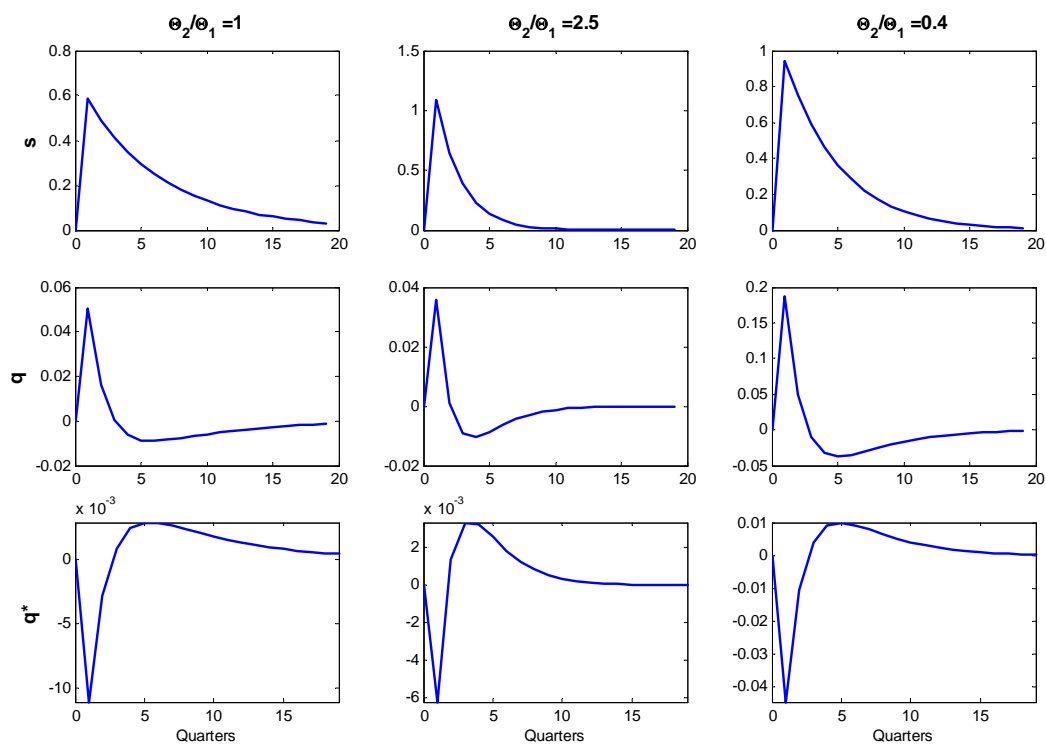 Θ2/Θ1 =1
Θ2/Θ1 =2.5
Θ2/Θ1 =0.4
s
0.8
0.6
0.4
0.2
0
0 5 10 15 20
1.5
1
0.5
0
0 5 10 15 20
1
0.8
0.6
0.4
0.2
0
0 5 10 15 20
q
0.06
0.04
0.02
0
-0.02
0 5 10 15 20
0.04
0.02
0
-0.02
0 5 10 15 20
0.2
0.15
0.1
0.05
0
-0.05
0 5 10 15 20
q*
x 10-3
0
-5
-10
0 5 10 15
Quarters
x 10-3
2
0
-2
-4
-6
0 5 10 15
Quarters
0.01
0
-0.01
-0.02
-0.03
-0.04
0 5 10 15
Quarters